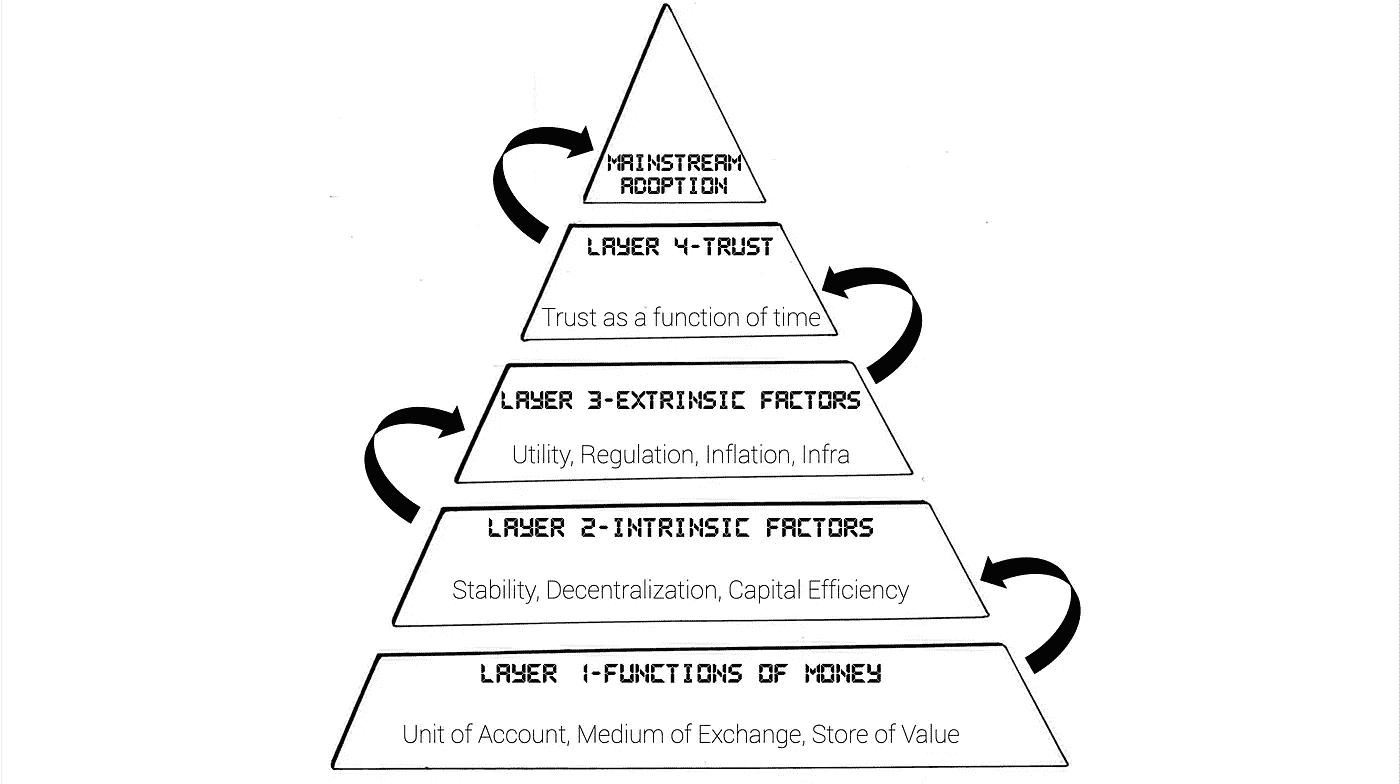 MAINSTREAM
ADOPTION
LAYER 4-TRUST
Trust as a function of time
LAYER 3-EXTRINSIC FACTORS
Utility, Regulation, Inflation, Infra
LAYER 2-INTRINSIC FACTORS
Stability, Decentralization, Capital Efficiency
LAYER 1-FUNCTIONS OF MONEY
Unit of Account, Medium of Exchange, Store of Value